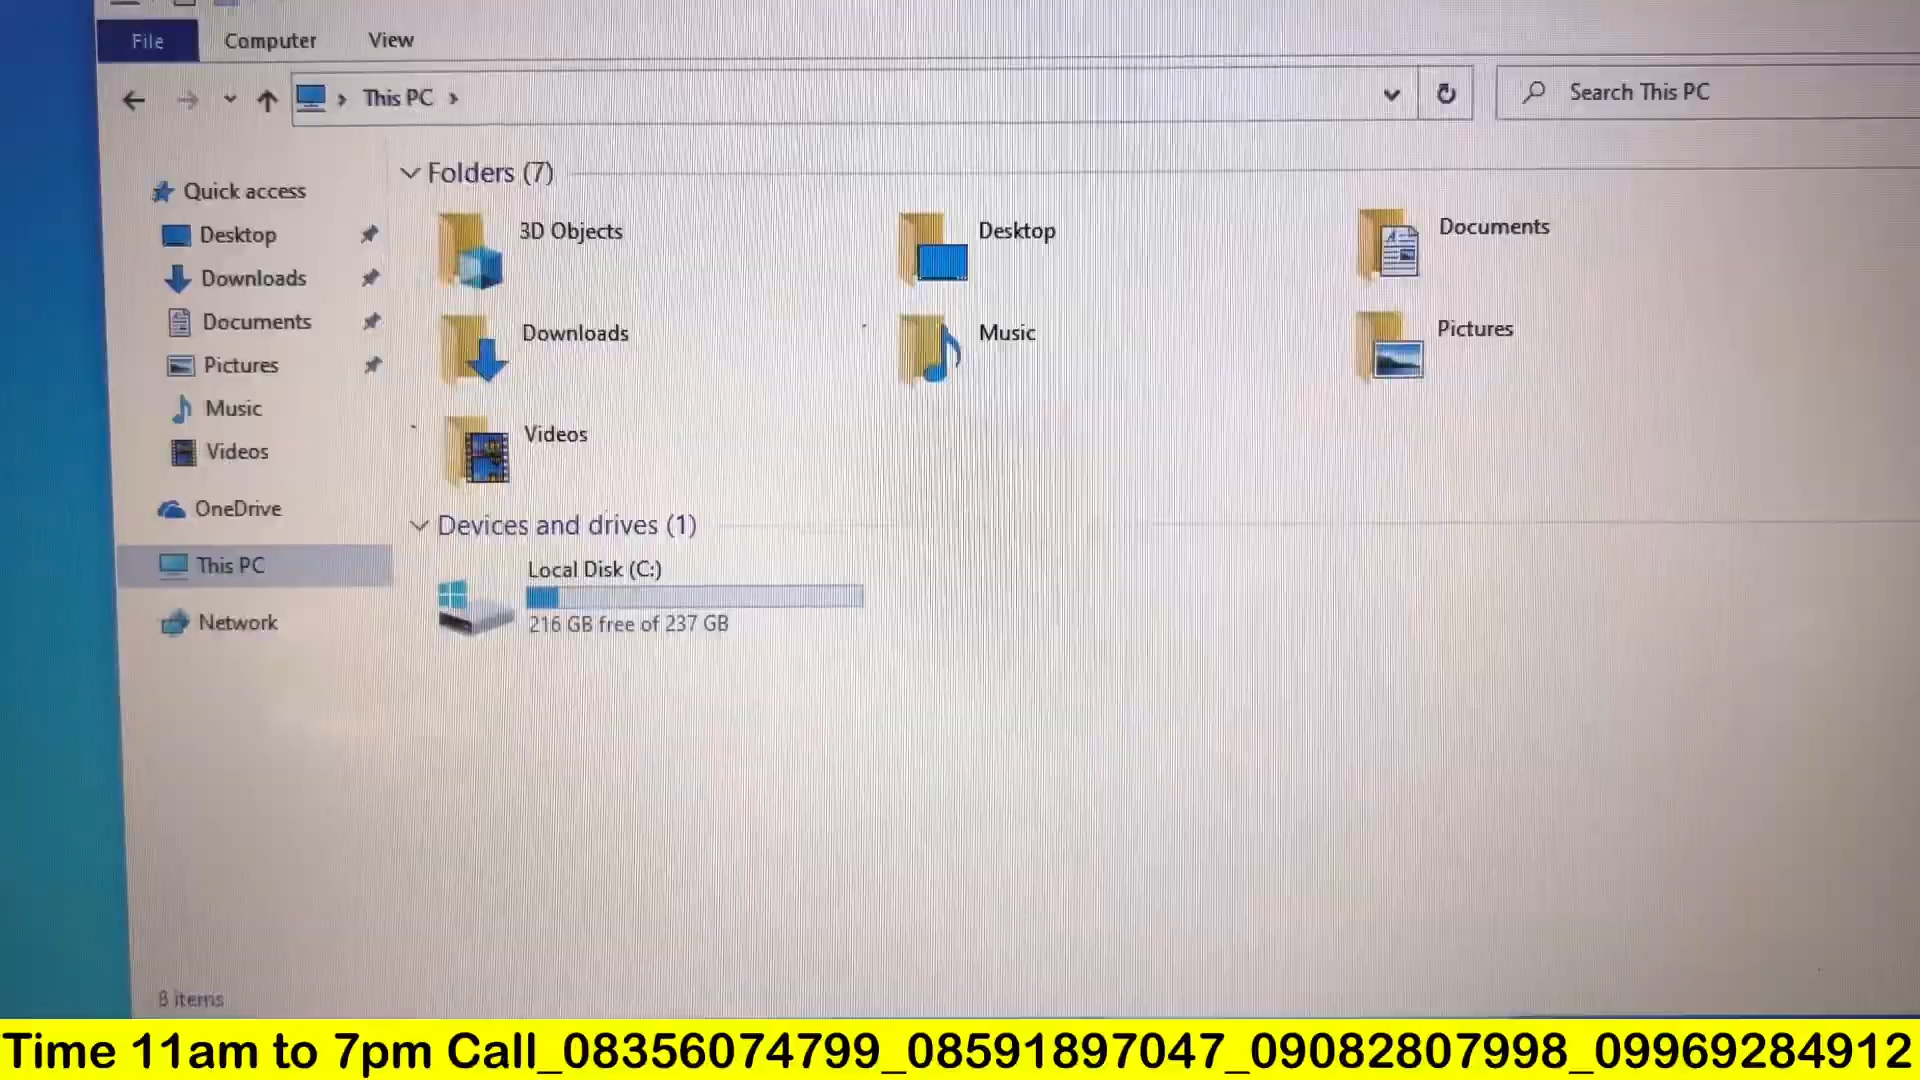 File Computer View
This PC
Search This PC
Quick access
Desktop
Downloads
Documents
Pictures
Music
Videos
OneDrive
This PC
Network
Folders (7)
3D Objects
Desktop
Documents
Downloads
Music
Pictures
Videos
Devices and drives (1)
Local Disk (C:)
216 GB free of 237 GB
8 items
Time 11am to 7pm Call_08356074799_08591897047_09082807998_09969284912